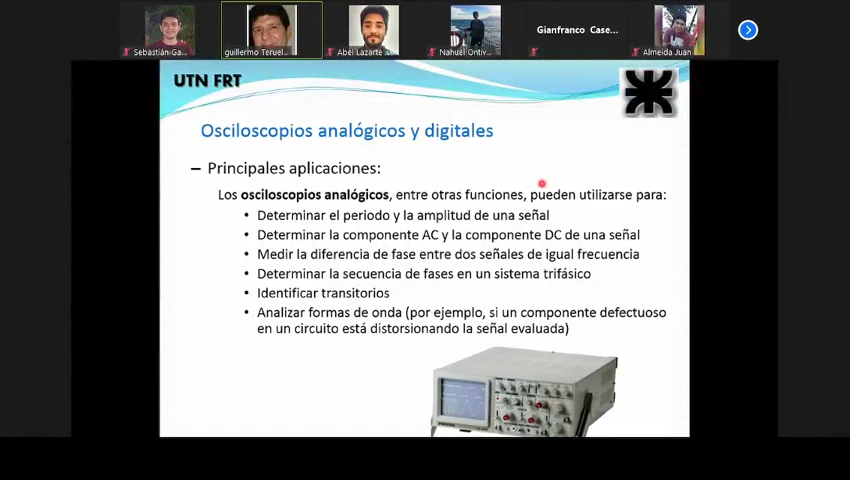 Sebastián Ga...
guillermo Teruel...
Abel Lazarte ...
Nahuel Ontiv...
Gianfranco Case...
Almeida Juan
UTN FRT
Osciloscopios analógicos y digitales
– Principales aplicaciones:
Los osciloscopios analógicos, entre otras funciones, pueden utilizarse para:
• Determinar el periodo y la amplitud de una señal
• Determinar la componente AC y la componente DC de una señal
• Medir la diferencia de fase entre dos señales de igual frecuencia
• Determinar la secuencia de fases en un sistema trifásico
• Identificar transitorios
• Analizar formas de onda (por ejemplo, si un componente defectuoso
en un circuito está distorsionando la señal evaluada)